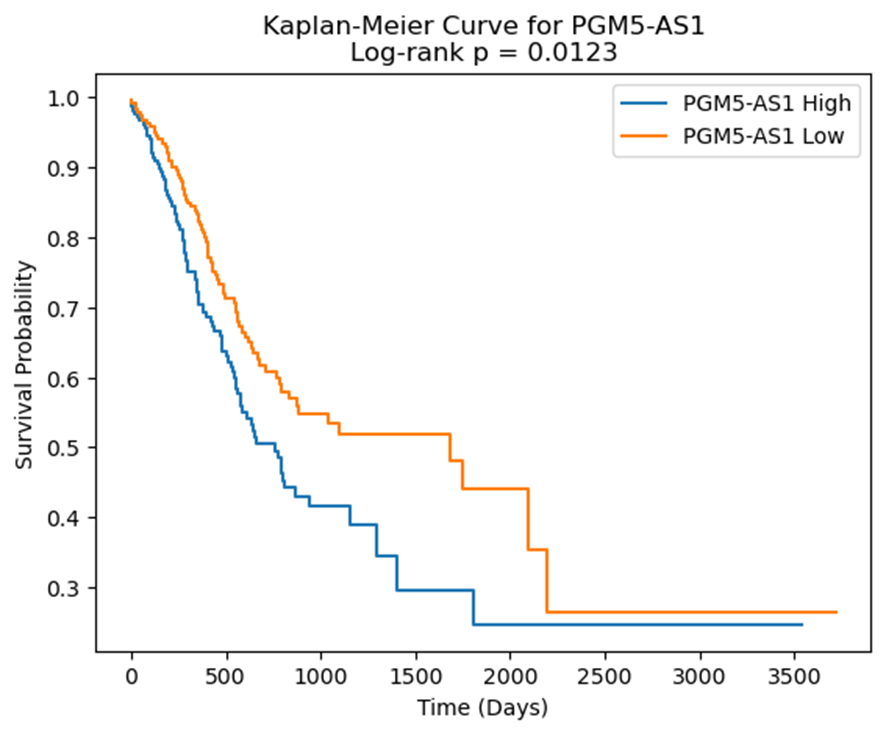 Kaplan-Meier Curve for PGM5-AS1
Log-rank p = 0.0123
PGM5-AS1 High
PGM5-AS1 Low
Survival Probability
1.0
0.9
0.8
0.7
0.6
0.5
0.4
0.3
0 500 1000 1500 2000 2500 3000 3500
Time (Days)